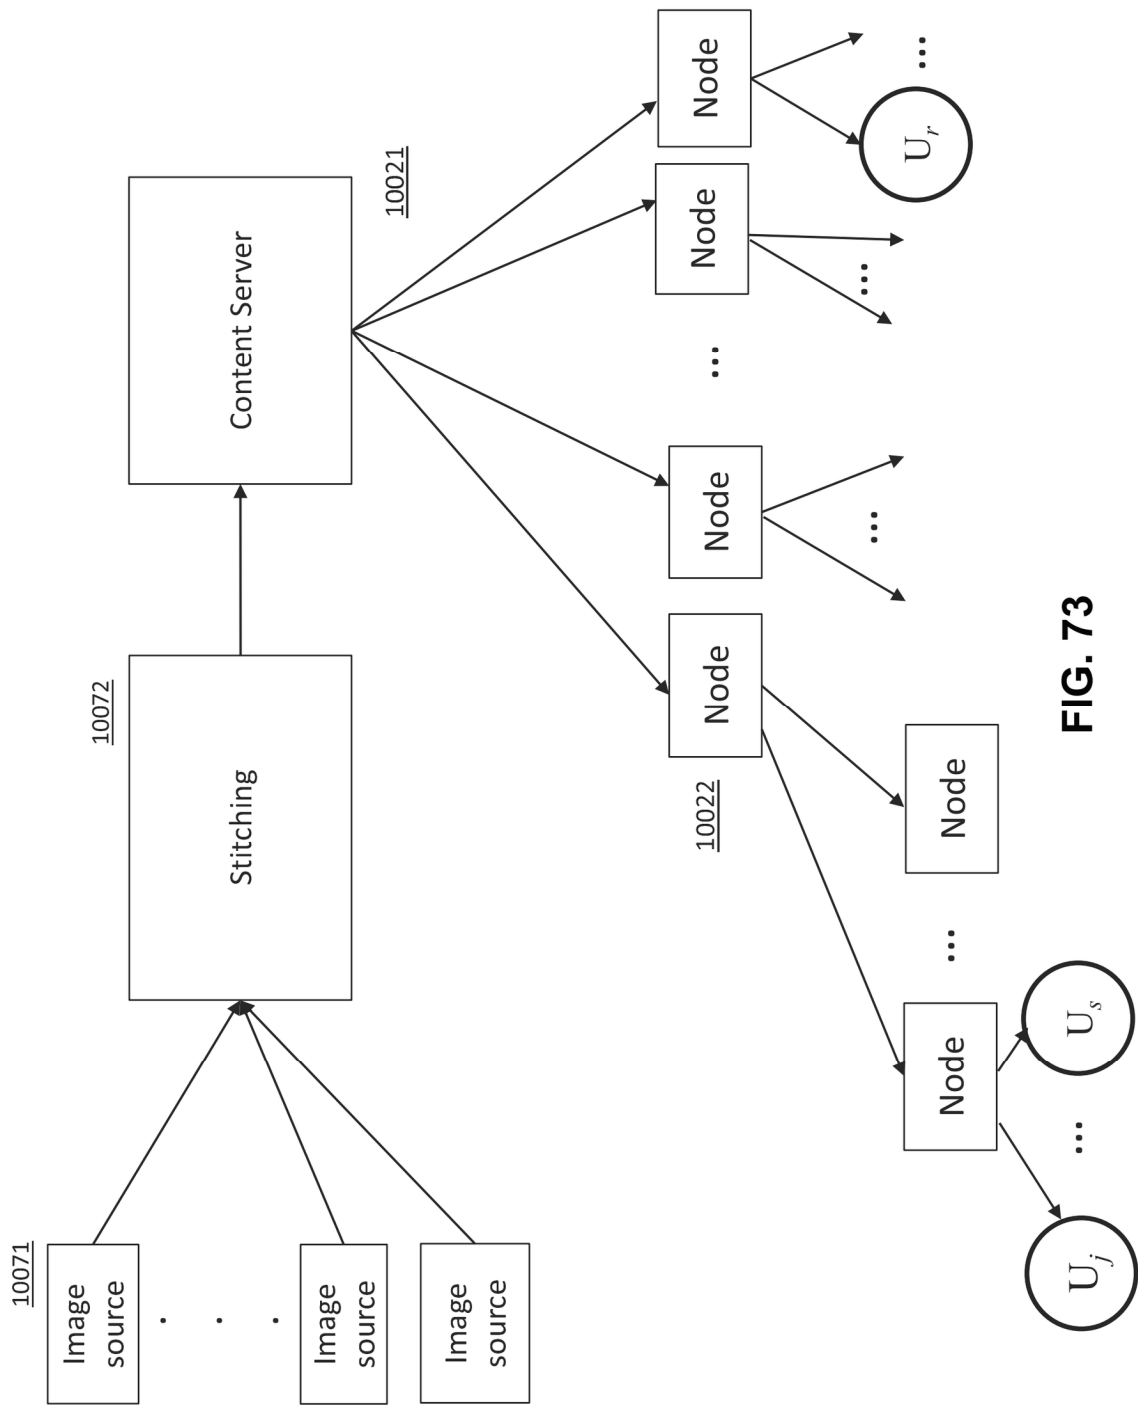 10071
Image
source
Image
source
Image
source
10072
Stitching
Content Server
10021
10022
Node
Node
...
Node
Node
Node
...
Node
...
...
...
U_j
...
U_s
U_r
FIG. 73